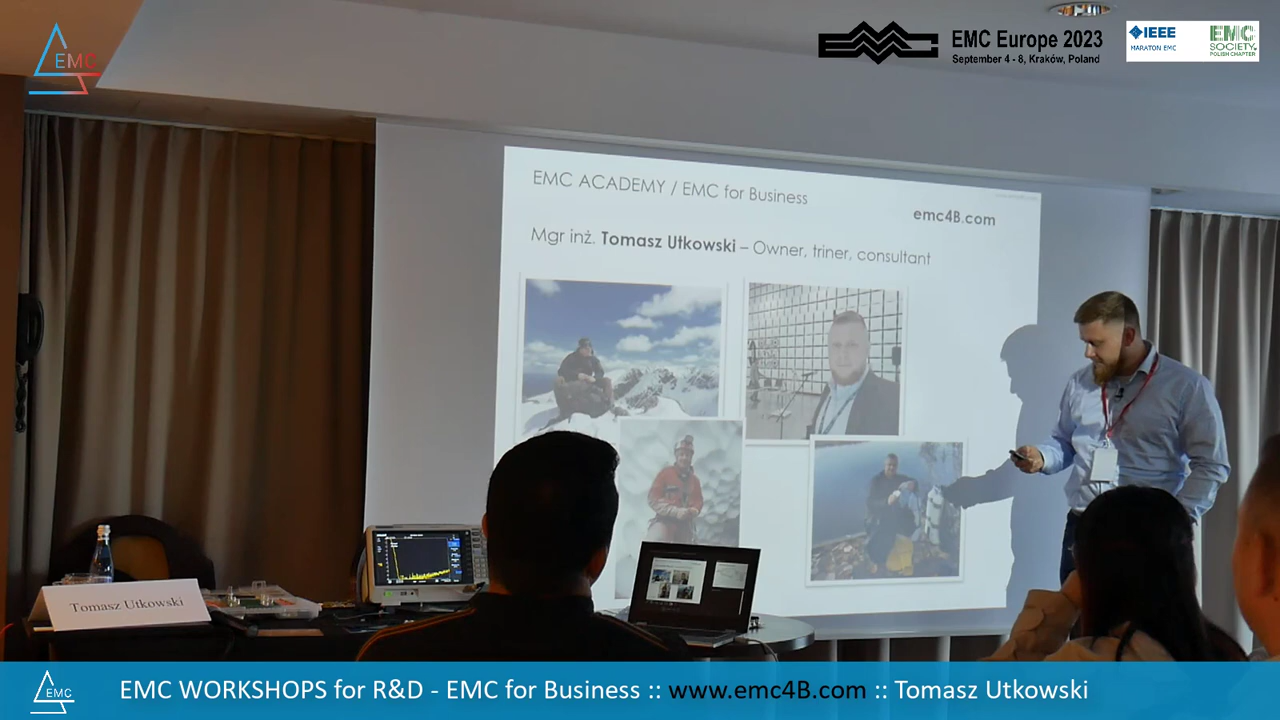 EMC
EMC
EMC Europe 2023
September 4 - 8, Kraków, Poland
IEEE
MARATON EMC
EMC
SOCIETY
POLISH CHAPTER
EMC ACADEMY / EMC for Business
emc4B.com
Mgr inż. Tomasz Utkowski – Owner, triner, consultant
Tomasz Utkowski
EMC
EMC WORKSHOPS for R&D - EMC for Business :: www.emc4B.com :: Tomasz Utkowski